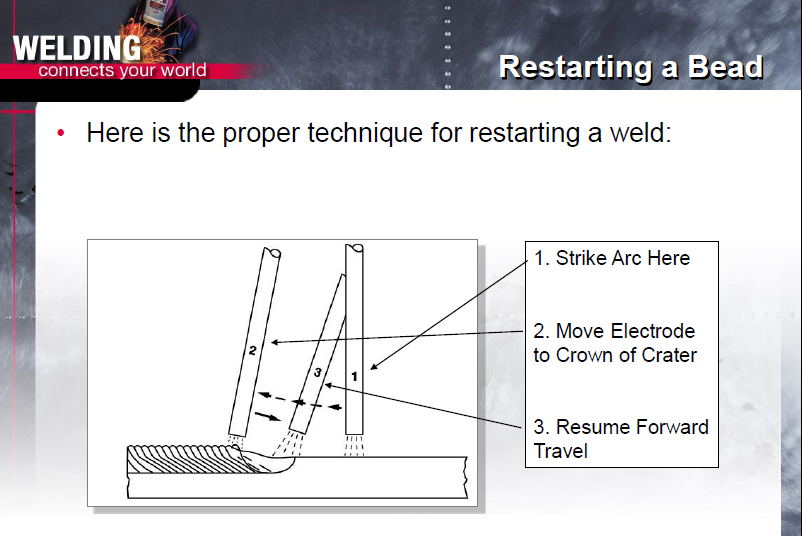 WELDING
connects your world
Restarting a Bead
• Here is the proper technique for restarting a weld:
1. Strike Arc Here
2. Move Electrode
to Crown of Crater
3. Resume Forward
Travel
2
3
1